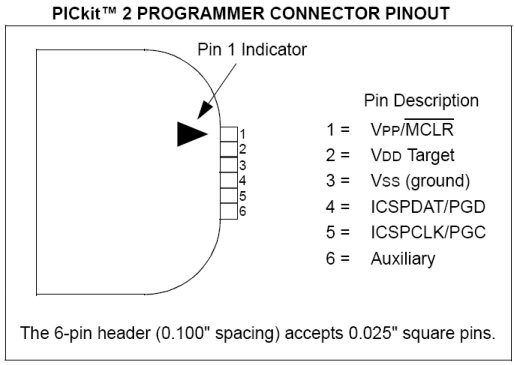 PICkit™ 2 PROGRAMMER CONNECTOR PINOUT
Pin 1 Indicator
1
2
3
4
5
6
Pin Description
1 = VPP/MCLR
2 = VDD Target
3 = VSS (ground)
4 = ICSPDAT/PGD
5 = ICSPCLK/PGC
6 = Auxiliary
The 6-pin header (0.100" spacing) accepts 0.025" square pins.